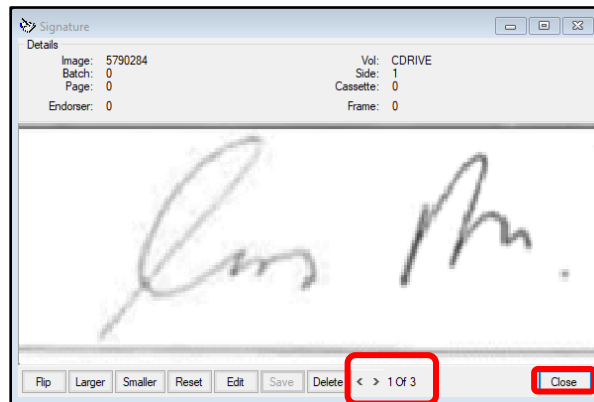 Signature
Details
Image: 5790284 Vol: CDRIVE
Batch: 0 Side: 1
Page: 0 Cassette: 0
Endorser: 0 Frame: 0
Flip Larger Smaller Reset Edit Save Delete < > 1 Of 3 Close